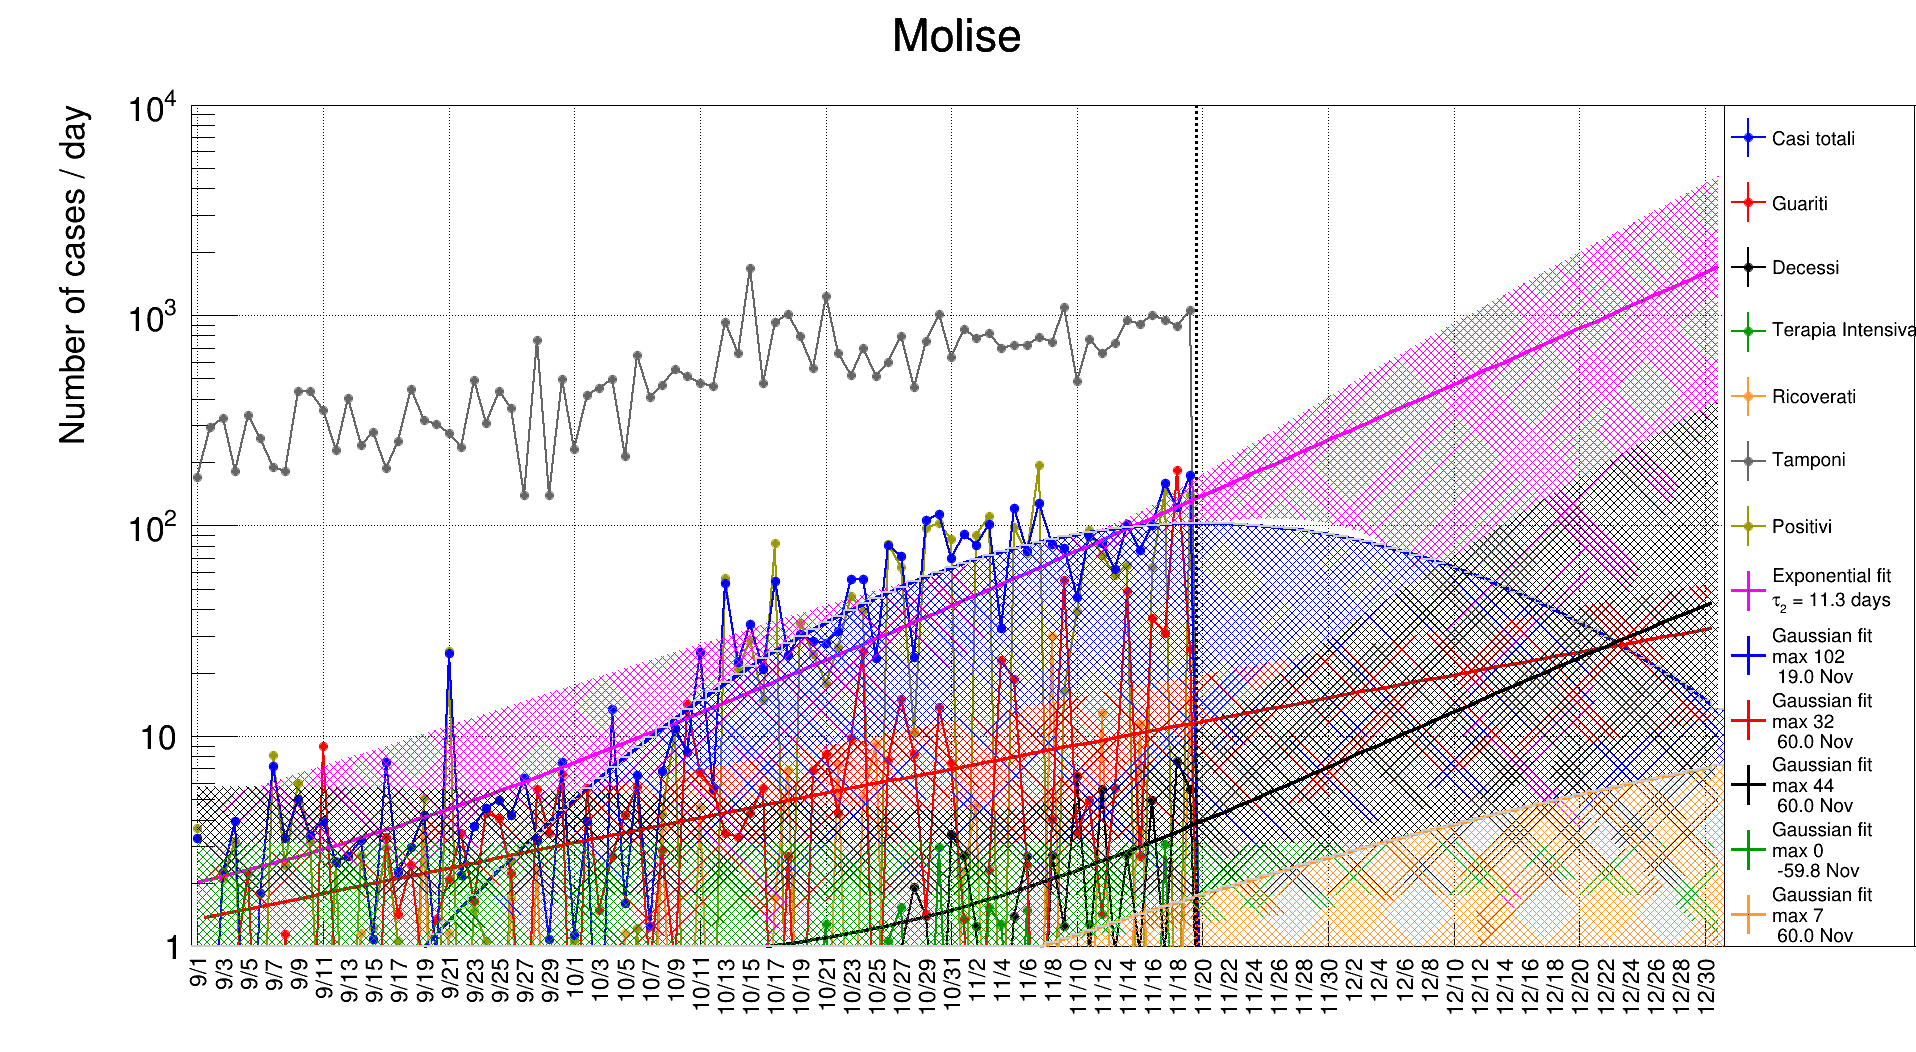 Molise
Number of cases / day
10^4
10^3
10^2
10
1
9/1 9/3 9/5 9/7 9/9 9/11 9/13 9/15 9/17 9/19 9/21 9/23 9/25 9/27 9/29 10/1 10/3 10/5 10/7 10/9 10/11 10/13 10/15 10/17 10/19 10/21 10/23 10/25 10/27 10/29 10/31 11/2 11/4 11/6 11/8 11/10 11/12 11/14 11/16 11/18 11/20 11/22 11/24 11/26 11/28 11/30 12/2 12/4 12/6 12/8 12/10 12/12 12/14 12/16 12/18 12/20 12/22 12/24 12/26 12/28 12/30
Casi totali
Guariti
Decessi
Terapia Intensiva
Ricoverati
Tamponi
Positivi
Exponential fit
τ2 = 11.3 days
Gaussian fit
max 102
19.0 Nov
Gaussian fit
max 32
60.0 Nov
Gaussian fit
max 44
60.0 Nov
Gaussian fit
max 0
-59.8 Nov
Gaussian fit
max 7
60.0 Nov